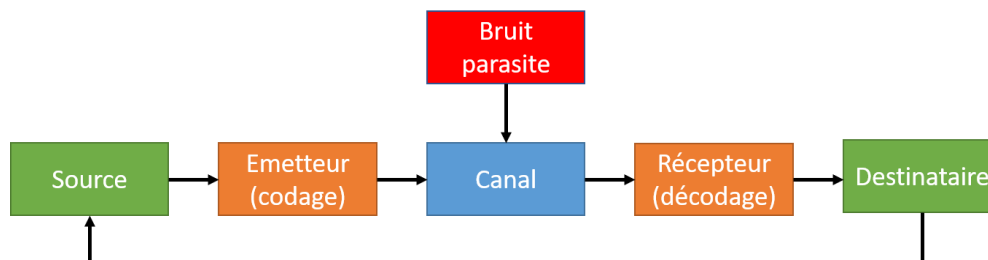 Bruit
parasite
Source
Emetteur
(codage)
Canal
Récepteur
(décodage)
Destinataire